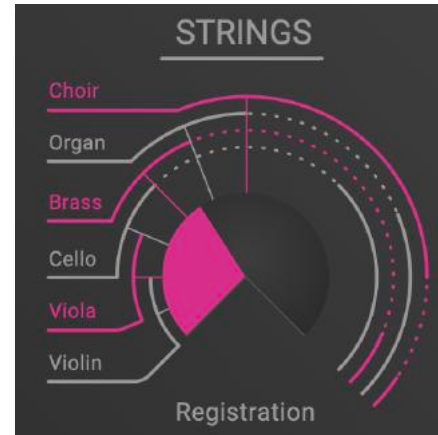 STRINGS
Choir
Organ
Brass
Cello
Viola
Violin
Registration